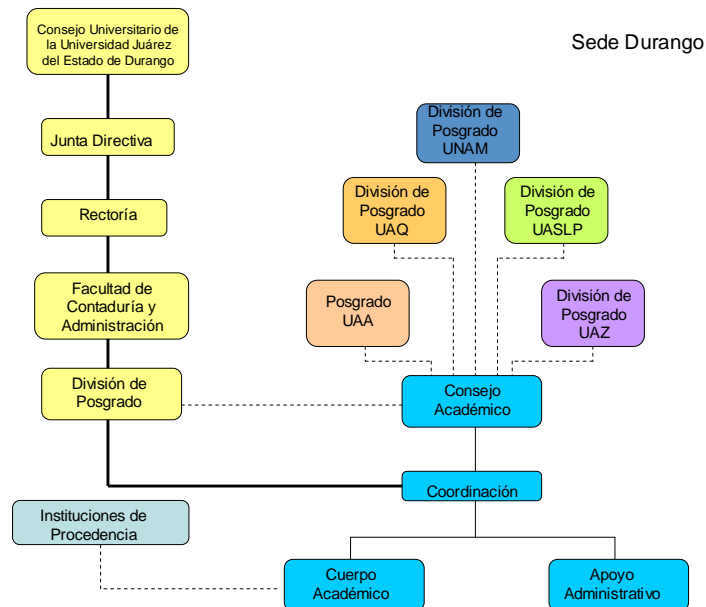 Consejo Universitario de
la Universidad Juárez
del Estado de Durango
Sede Durango
División de
Posgrado
UNAM
Junta Directiva
División de
Posgrado
UAQ
División de
Posgrado
UASLP
Rectoría
Facultad de
Contaduría y
Administración
Posgrado
UAA
División de
Posgrado
UAZ
División de
Posgrado
Consejo
Académico
Coordinación
Instituciones de
Procedencia
Cuerpo
Académico
Apoyo
Administrativo